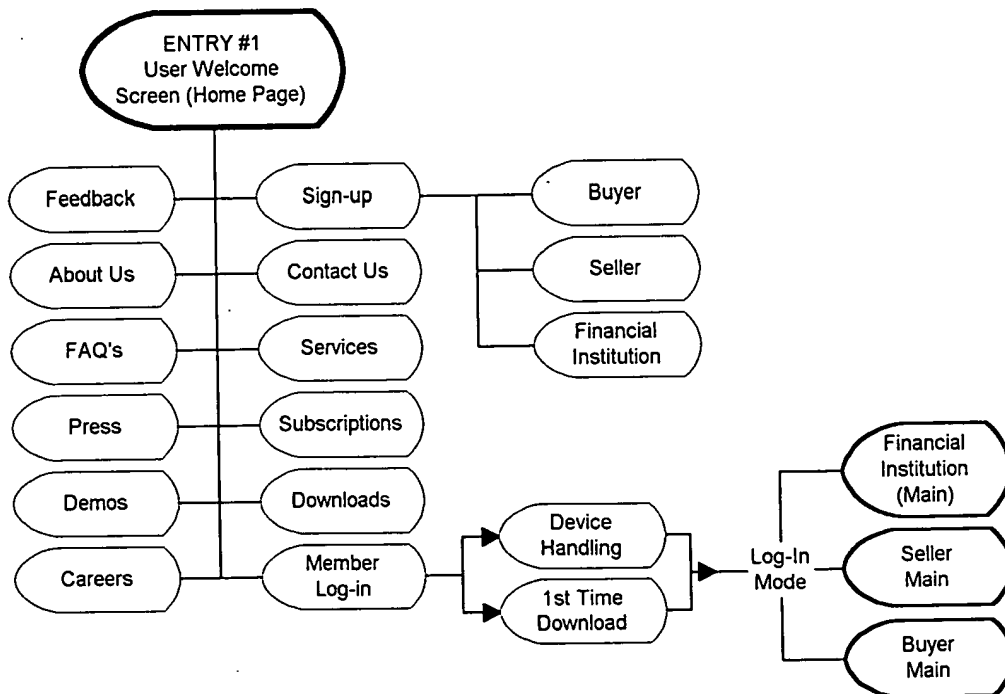 ENTRY #1
User Welcome
Screen (Home Page)
Feedback
Sign-up
Buyer
About Us
Contact Us
Seller
FAQ's
Services
Financial
Institution
Press
Subscriptions
Demos
Downloads
Careers
Member
Log-in
Device
Handling
1st Time
Download
Log-In
Mode
Financial
Institution
(Main)
Seller
Main
Buyer
Main